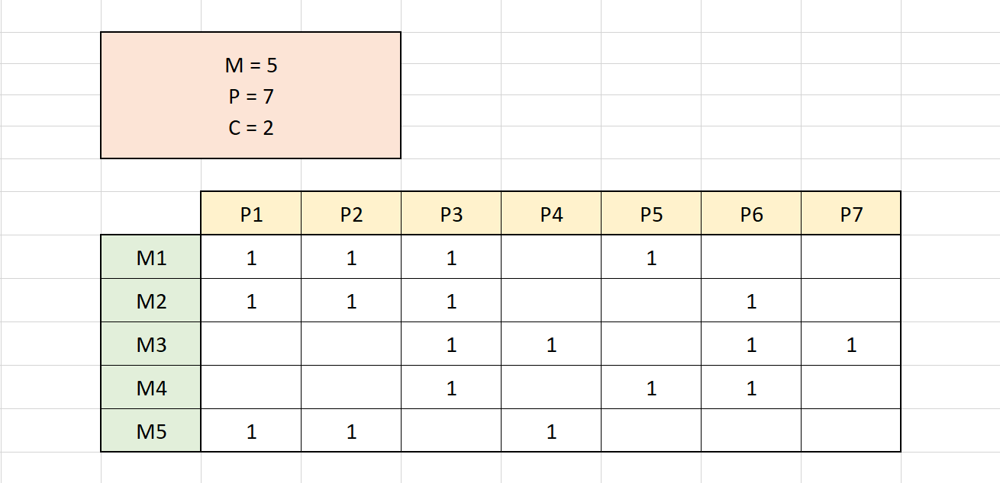 M = 5
P = 7
C = 2
P1 P2 P3 P4 P5 P6 P7
M1 1 1 1 1
M2 1 1 1 1
M3 1 1 1 1
M4 1 1 1
M5 1 1 1